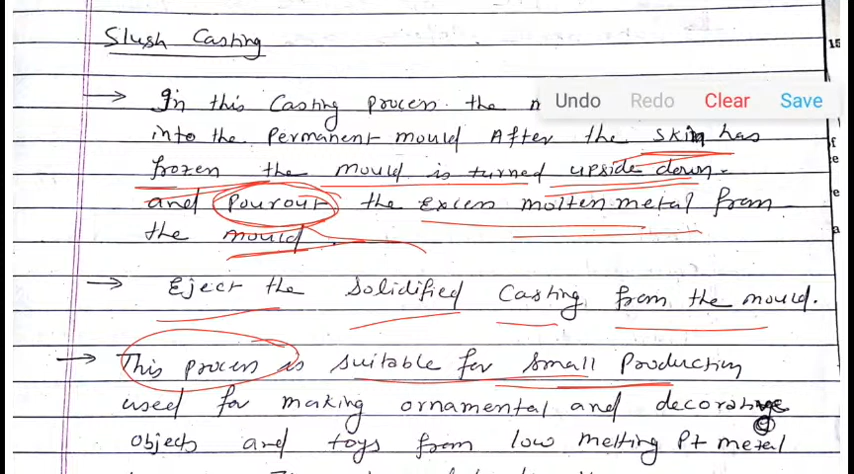 Slush Casting
→ In this Casting process the m
Undo Redo Clear Save
into the Permanent mould After the skin has
frozen the mould is turned upside down.
and Pourout the excess molten metal from
the mould
→ Eject the Solidified Casting from the mould.
→ This process is suitable for small Production
used for making ornamental and decorative
objects and toys from low melting Pt metal